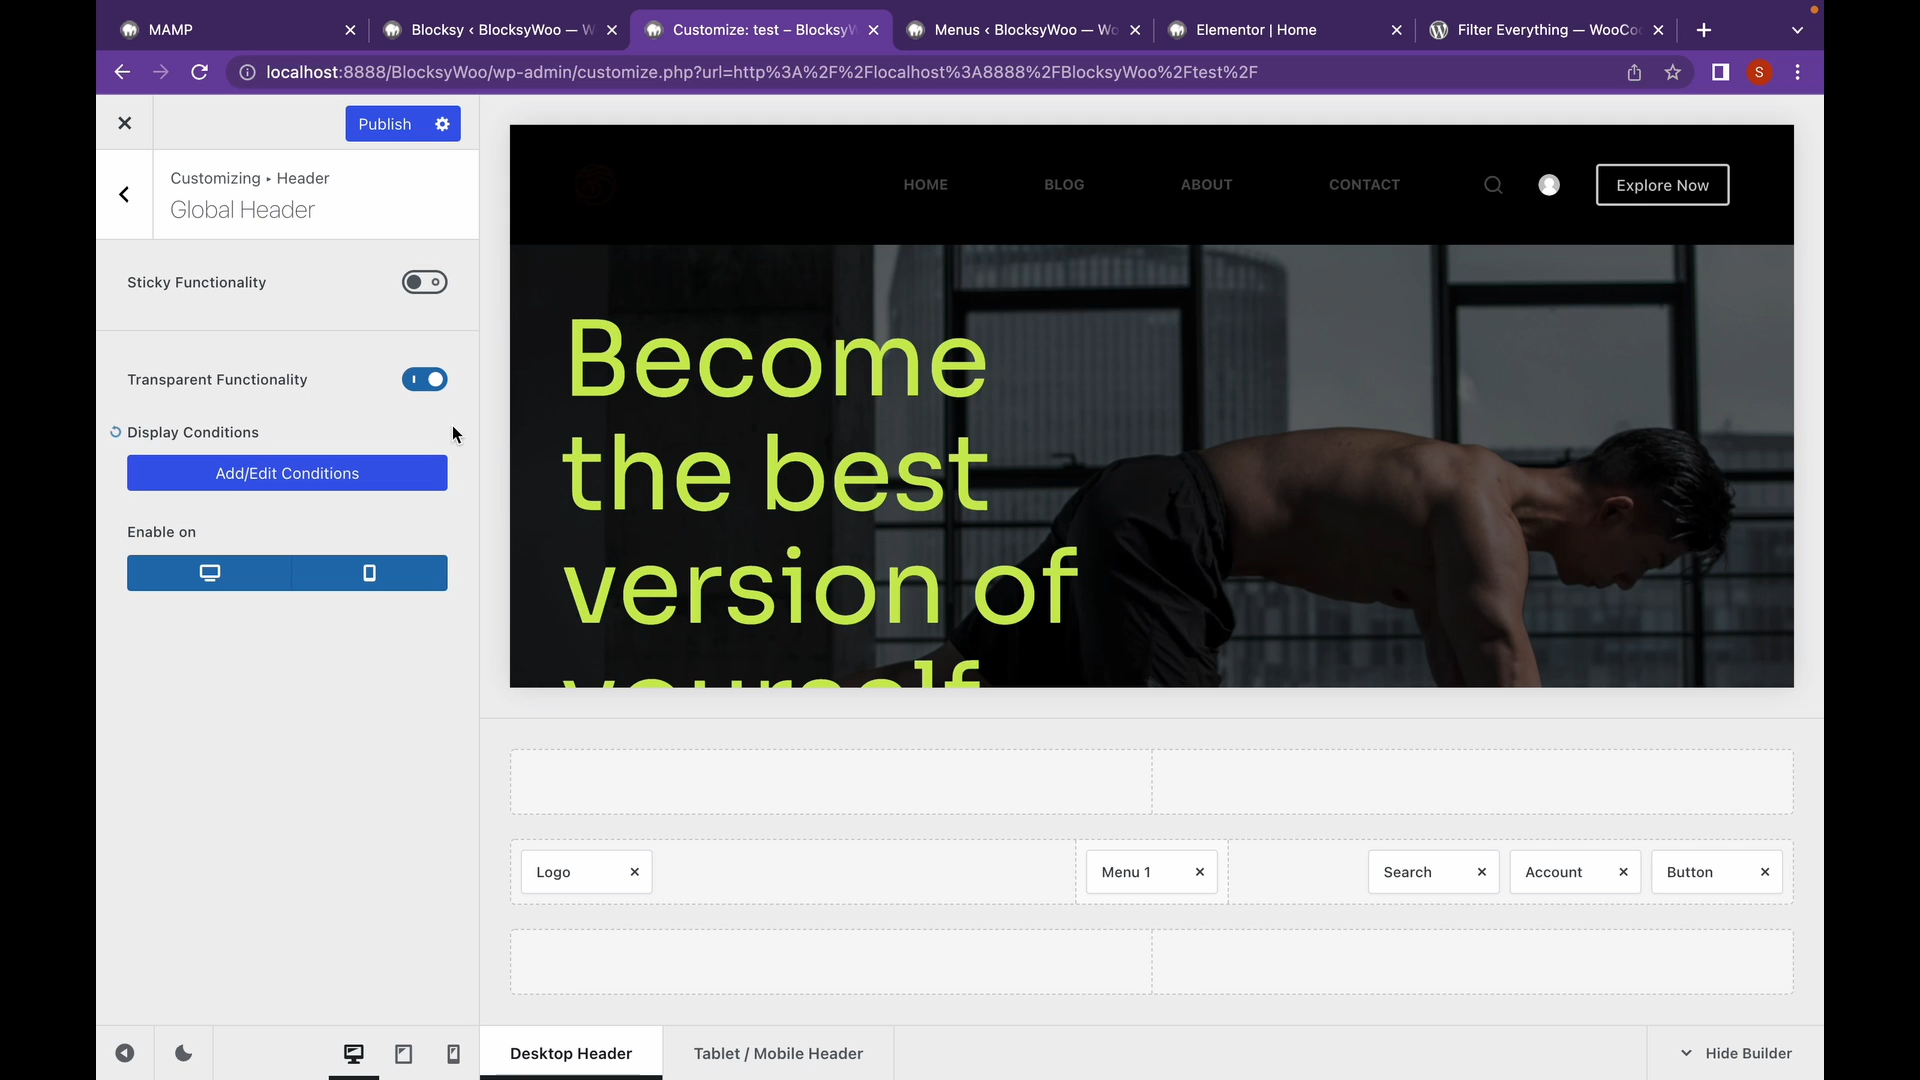 MAMP
Blocksy ‹ BlocksyWoo — W
Customize: test – BlocksyW
Menus ‹ BlocksyWoo — Wo
Elementor | Home
Filter Everything — WooCo
localhost:8888/BlocksyWoo/wp-admin/customize.php?url=http%3A%2F%2Flocalhost%3A8888%2FBlocksyWoo%2Ftest%2F
S
Publish
Customizing ▸ Header
Global Header
Sticky Functionality
Transparent Functionality
Display Conditions
Add/Edit Conditions
Enable on
HOME
BLOG
ABOUT
CONTACT
Explore Now
Become
the best
version of
yourself
Logo
Menu 1
Search
Account
Button
Desktop Header
Tablet / Mobile Header
Hide Builder